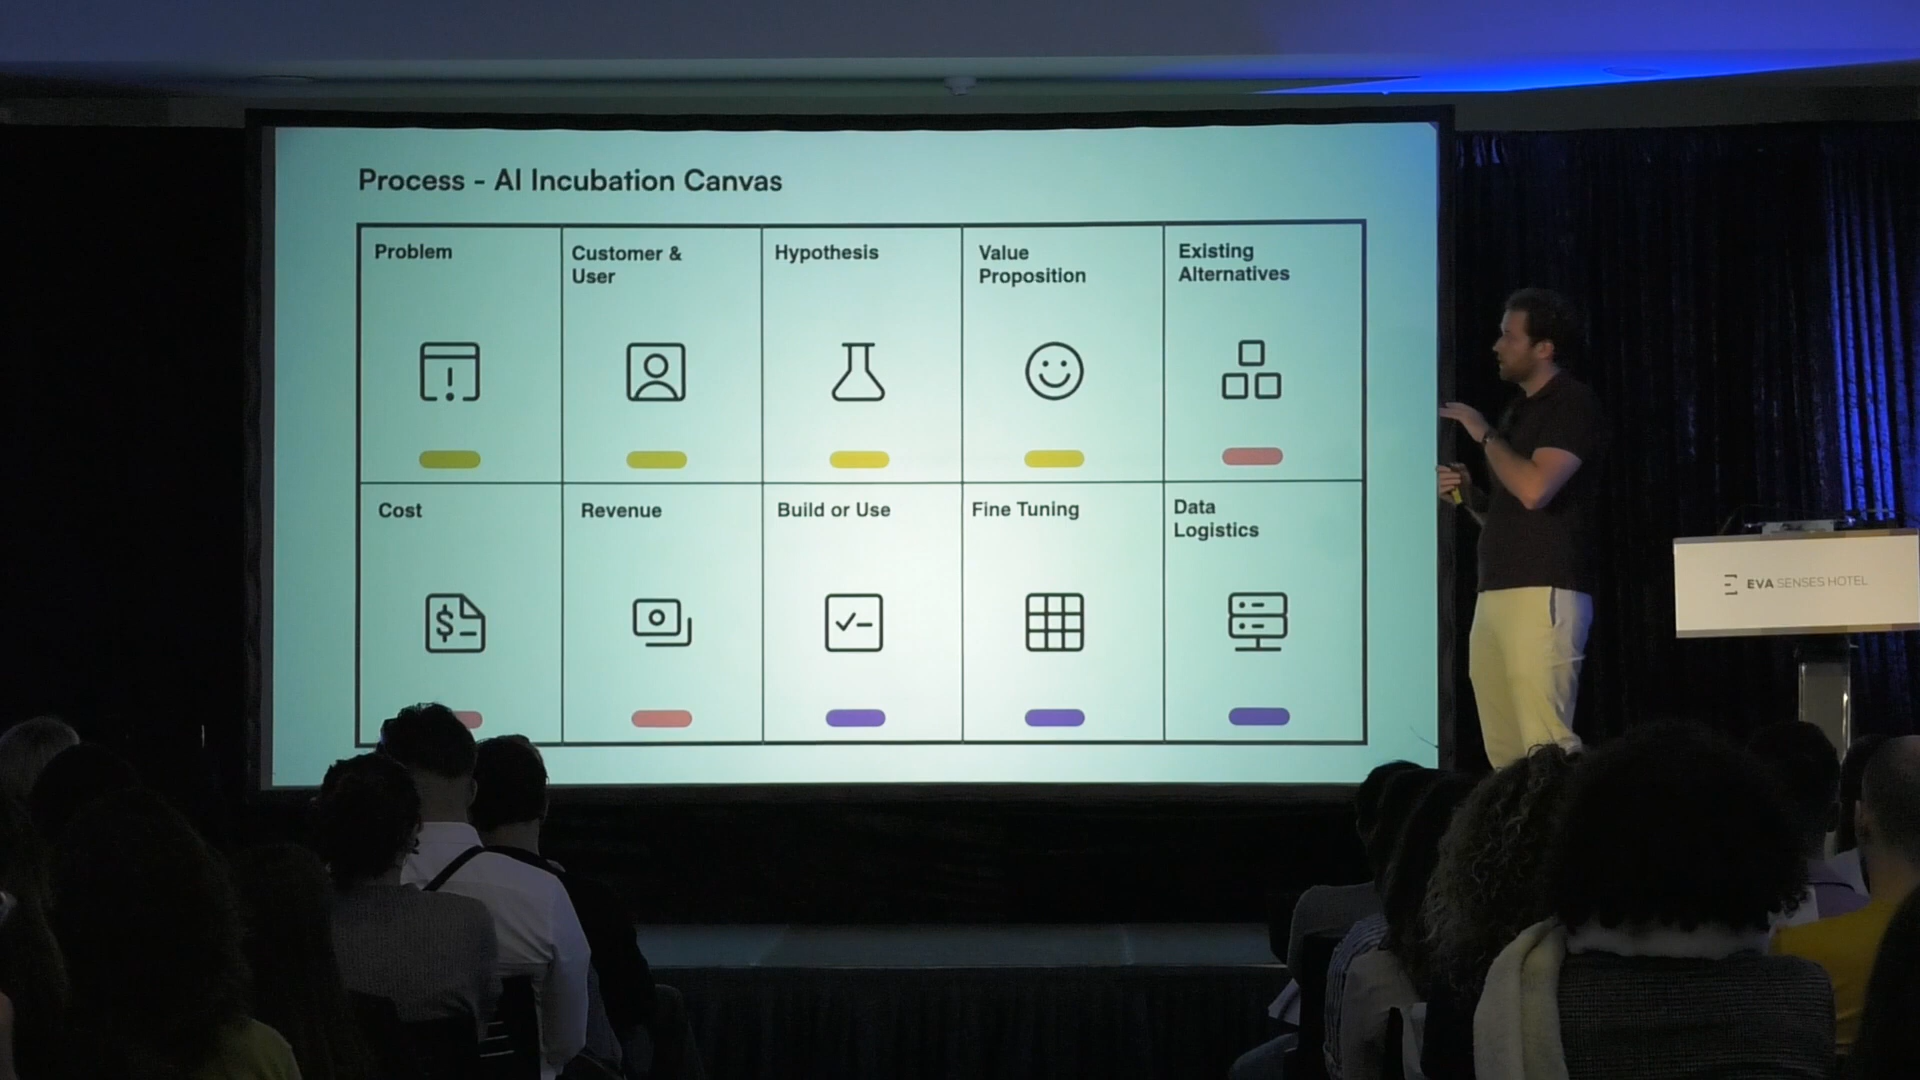 Process - AI Incubation Canvas
Problem
Customer &
User
Hypothesis
Value
Proposition
Existing
Alternatives
Cost
Revenue
Build or Use
Fine Tuning
Data
Logistics
EVA SENSES HOTEL